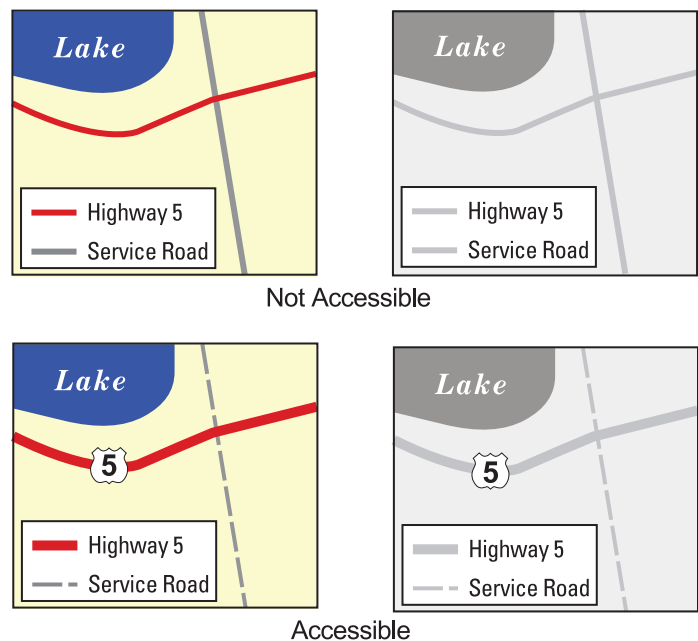 Lake
Highway 5
Service Road
Lake
Highway 5
Service Road
Not Accessible
Lake
5
Highway 5
Service Road
Lake
5
Highway 5
Service Road
Accessible